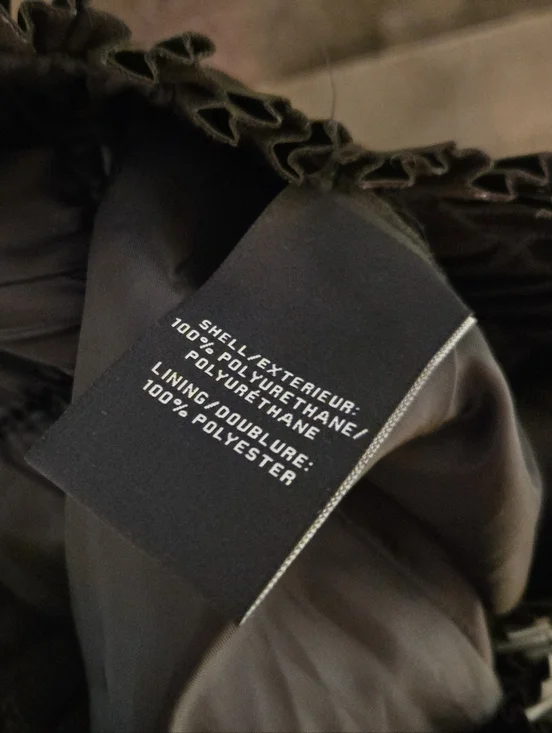 SHELL/EXTERIEUR:
100% POLYURETHANE/
POLYURÉTHANE
LINING/DOUBLURE:
100% POLYESTER